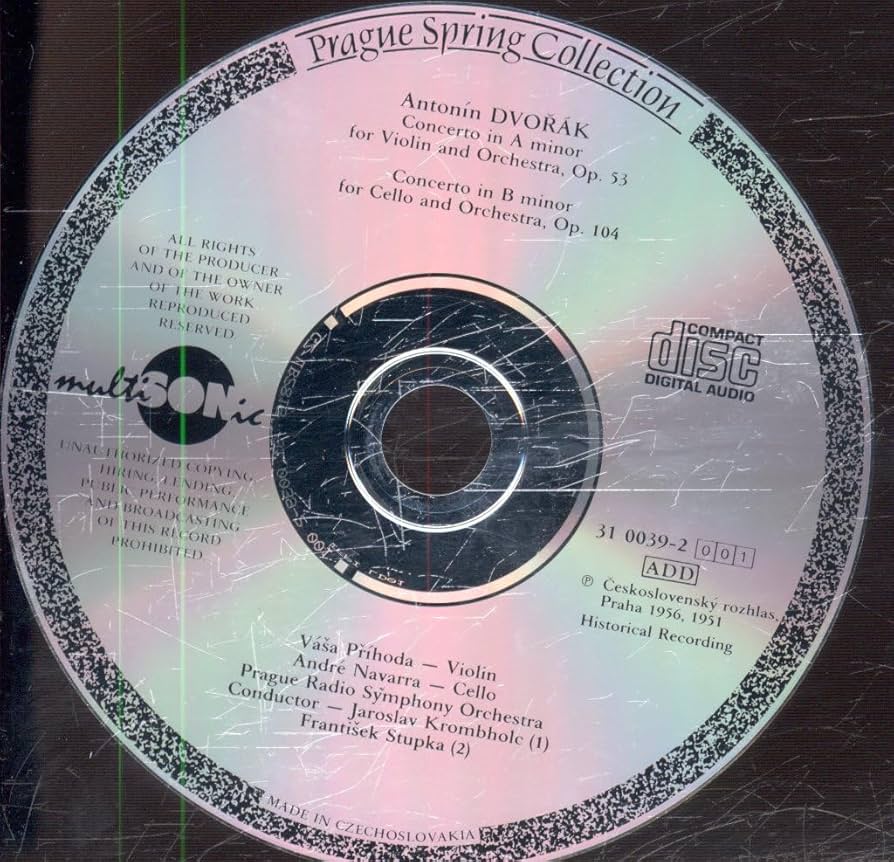 Prague Spring Collection
Antonín DVOŘÁK
Concerto in A minor
for Violin and Orchestra, Op. 53
Concerto in B minor
for Cello and Orchestra, Op. 104
ALL RIGHTS
OF THE PRODUCER
AND OF THE OWNER
OF THE WORK
REPRODUCED
RESERVED
multiSONic
UNAUTHORIZED COPYING,
HIRING, LENDING,
PUBLIC PERFORMANCE
AND BROADCASTING
OF THIS RECORD
PROHIBITED
COMPACT
disc
DIGITAL AUDIO
31 0039-2 001
ADD
℗ Československý rozhlas,
Praha 1956, 1951
Historical Recording
Váša Příhoda – Violin
André Navarra – Cello
Prague Radio Symphony Orchestra
Conductor – Jaroslav Krombholc (1)
František Stupka (2)
MADE IN CZECHOSLOVAKIA